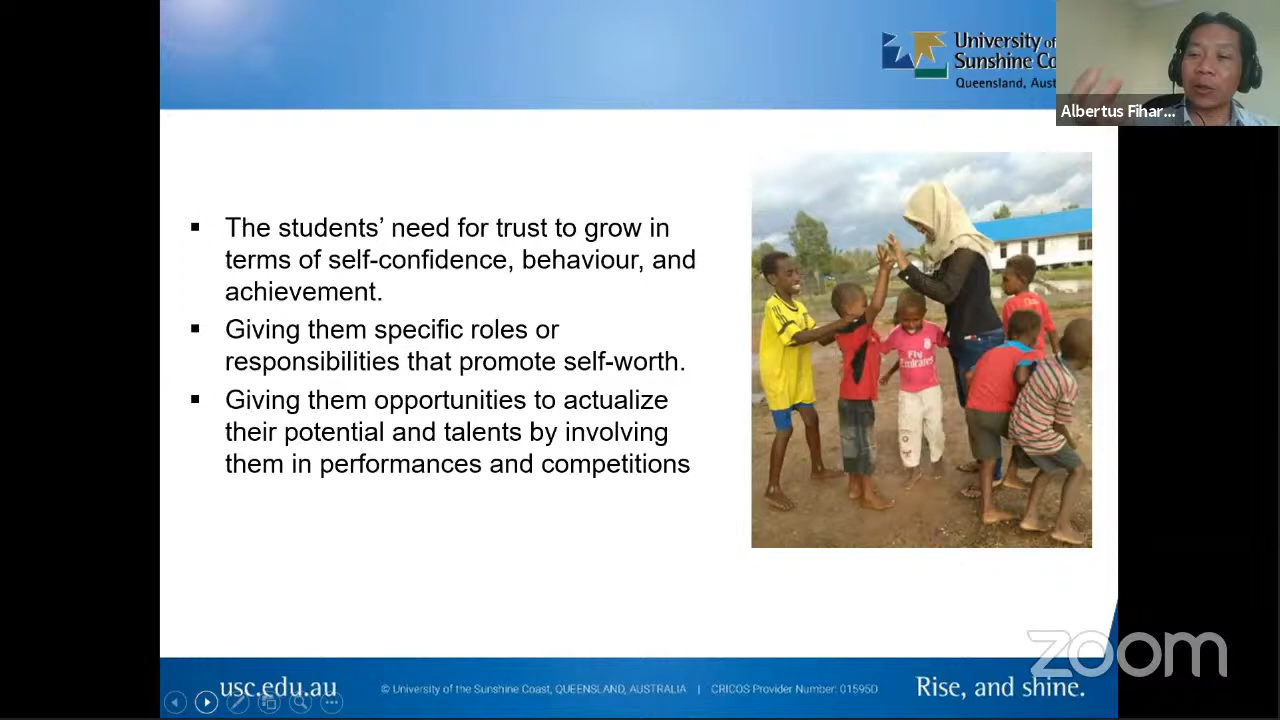 University of
Sunshine Co
Queensland, Aust
Albertus Fihar...
▪ The students’ need for trust to grow in
terms of self-confidence, behaviour, and
achievement.
▪ Giving them specific roles or
responsibilities that promote self-worth.
▪ Giving them opportunities to actualize
their potential and talents by involving
them in performances and competitions
Fly
Emirates
zoom
usc.edu.au
© University of the Sunshine Coast, QUEENSLAND, AUSTRALIA | CRICOS Provider Number: 01595D
Rise, and shine.